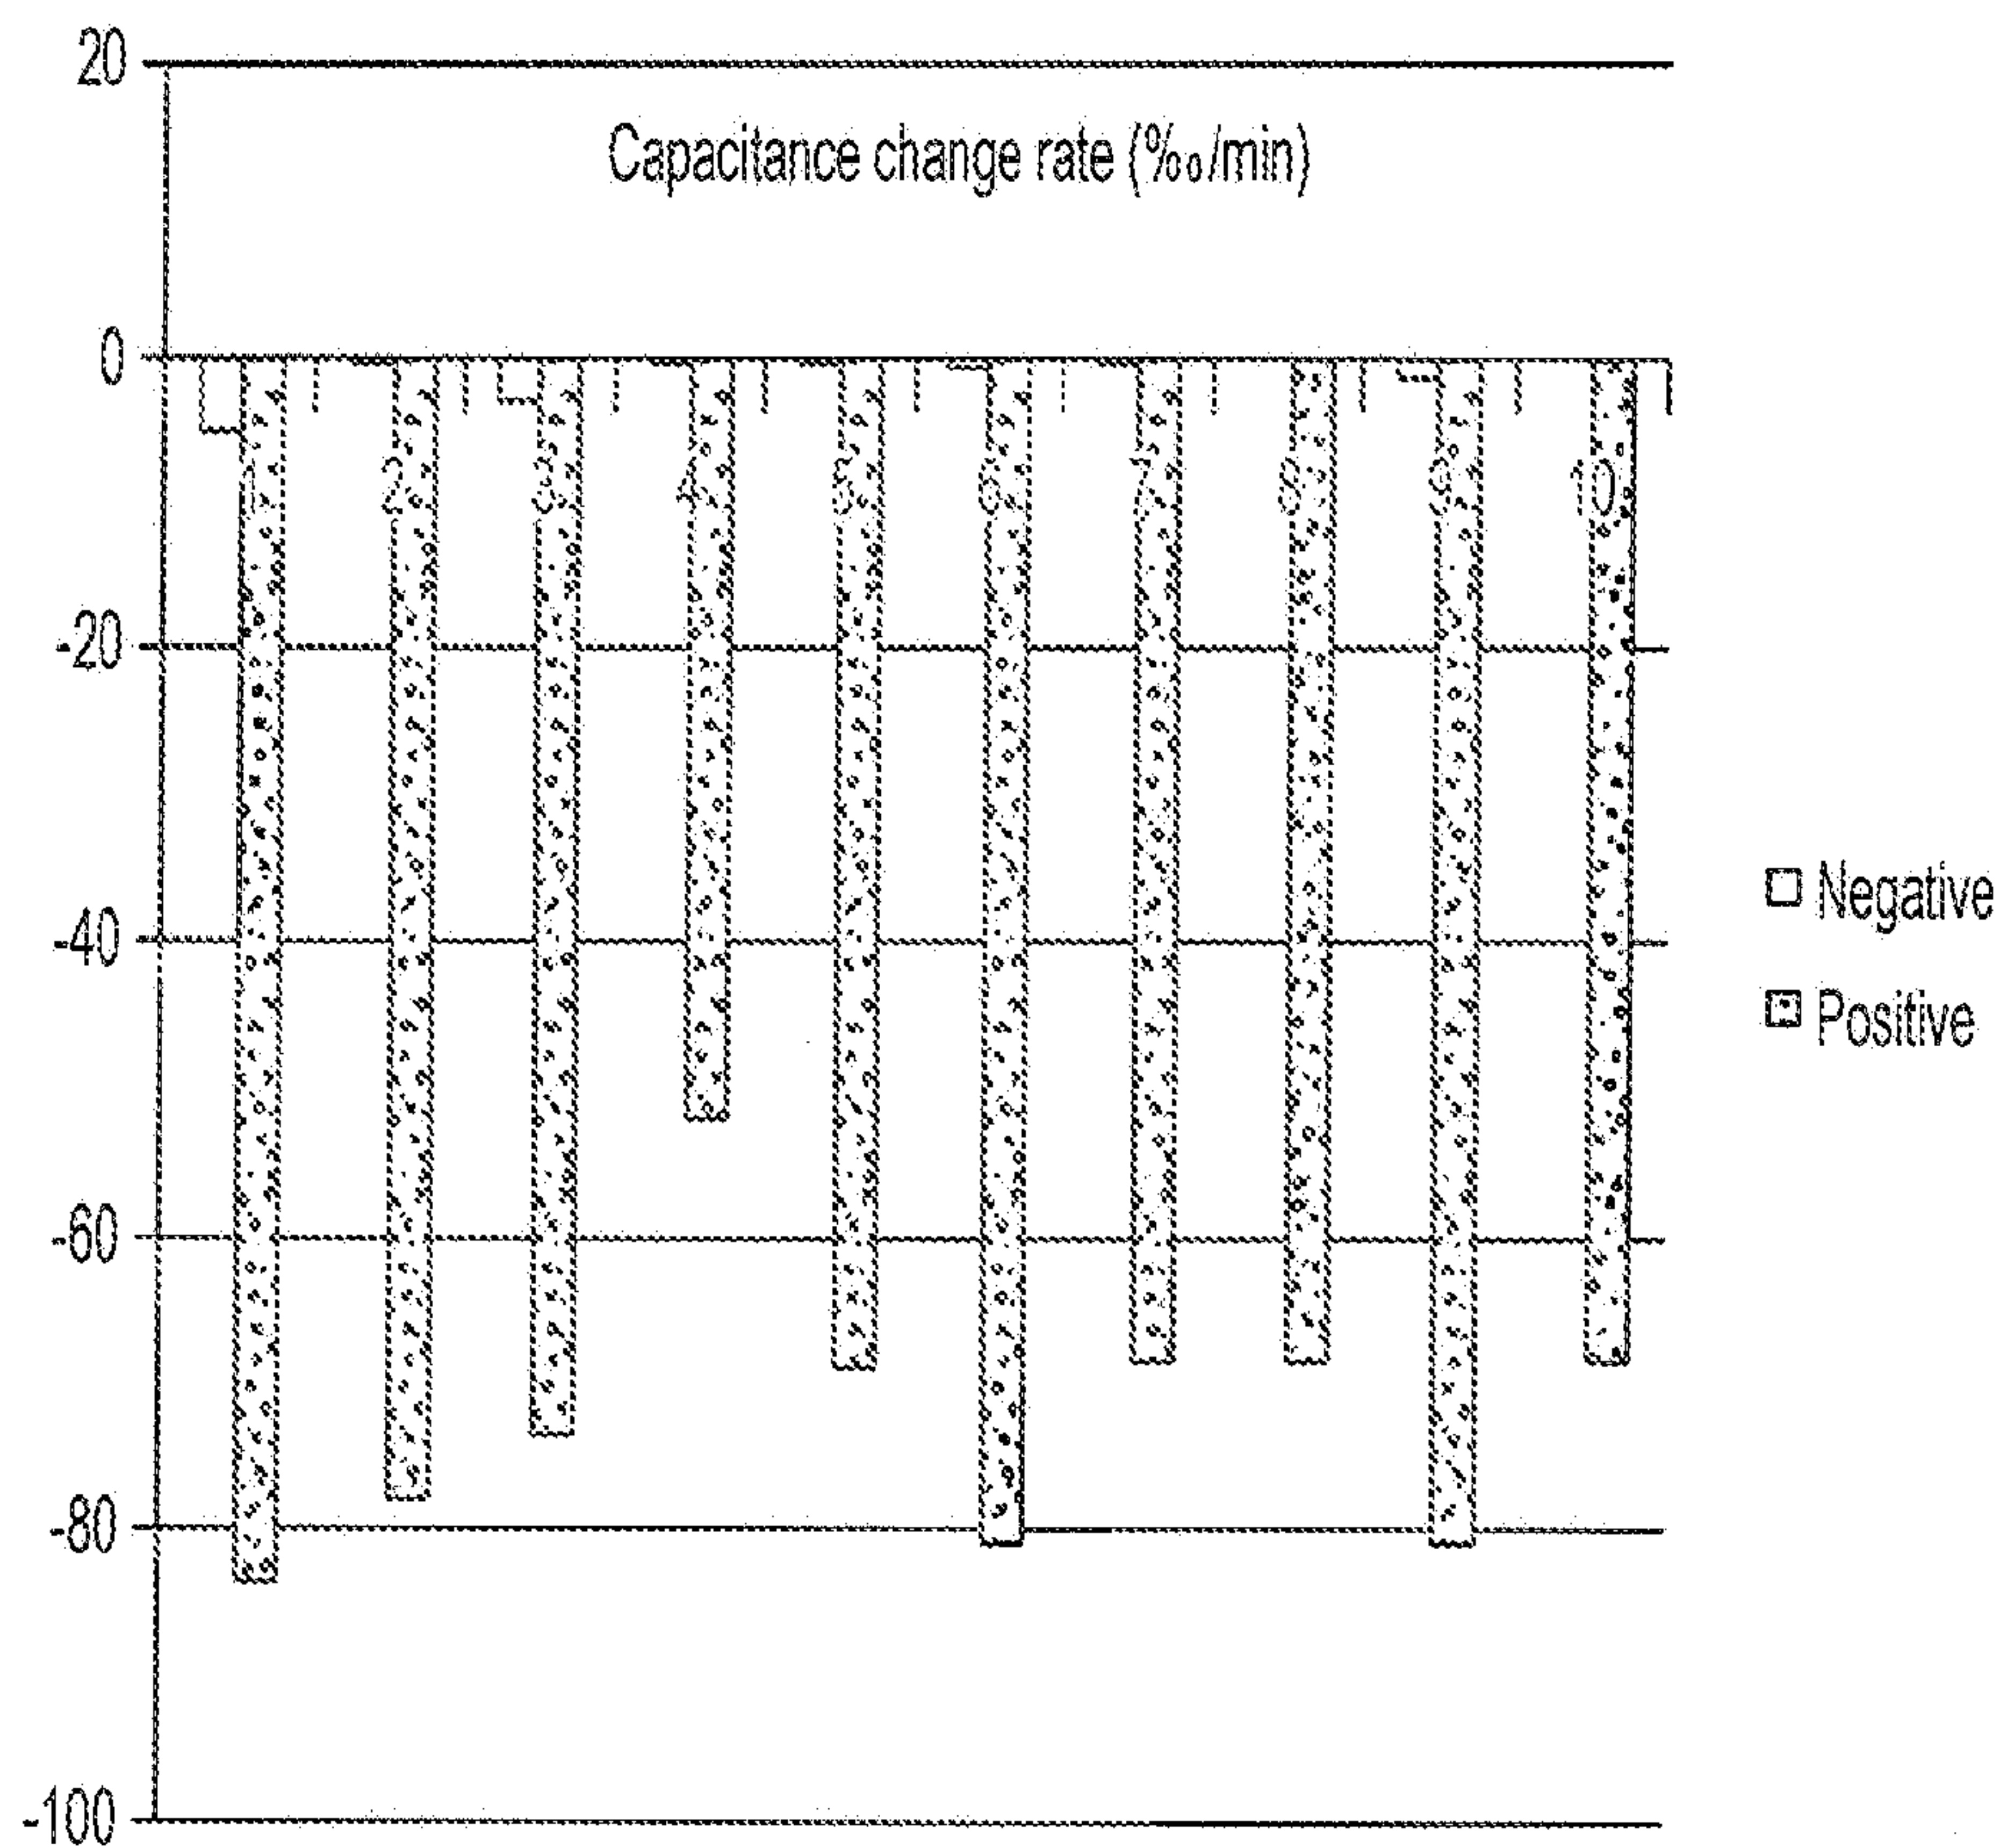 20
Capacitance change rate (‰/min)
0
1 2 3 4 5 6 7 8 9 10
-20
-40
-60
-80
-100
Negative
Positive